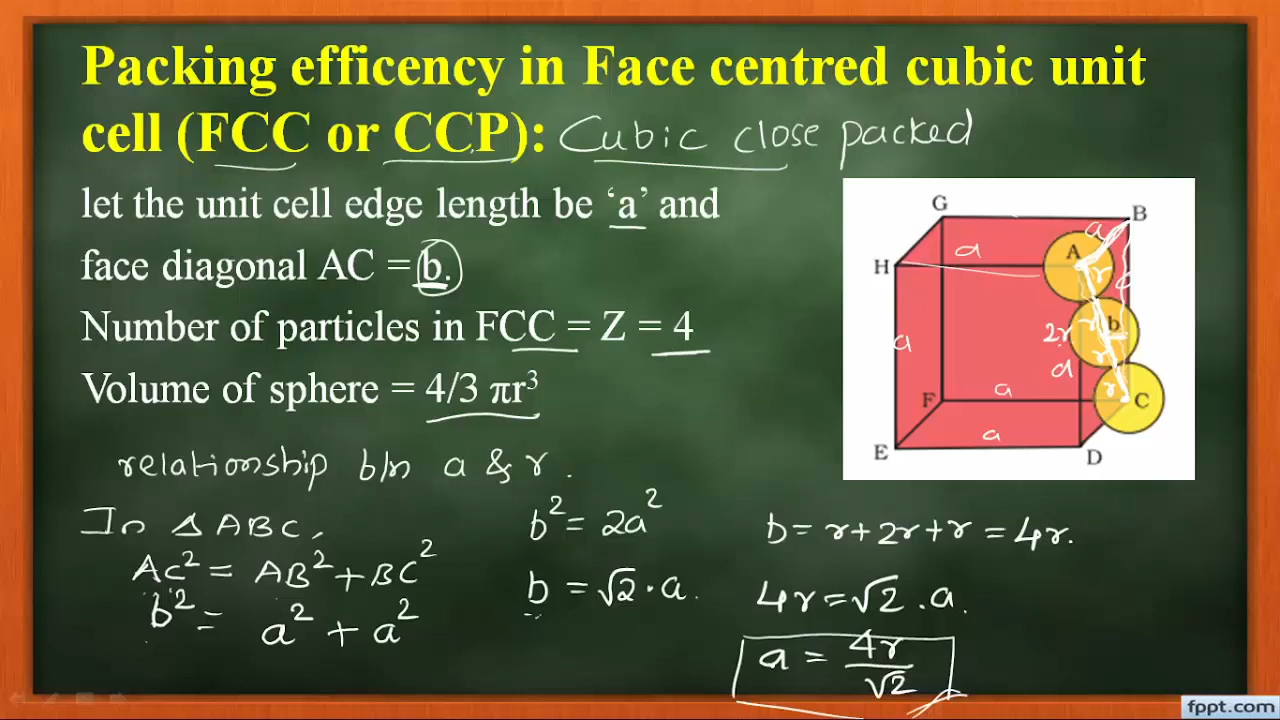 Packing efficency in Face centred cubic unit
cell (FCC or CCP): Cubic close packed
let the unit cell edge length be ‘a’ and
face diagonal AC = b.
Number of particles in FCC = Z = 4
Volume of sphere = 4/3 πr³
relationship b/n a & r.
In Δ ABC,
AC² = AB² + BC²
b² = a² + a²
b² = 2a²
b = √2 . a.
b = r + 2r + r = 4r.
4r = √2 . a.
a = 4r/√2
G
B
a
a
A
H
r
r
b
2r
a
r
a
a
r
F
C
a
E
D
fppt.com